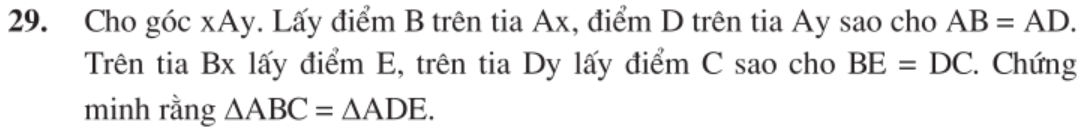 29. Cho góc xAy. Lấy điểm B trên tia Ax, điểm D trên tia Ay sao cho AB = AD.
Trên tia Bx lấy điểm E, trên tia Dy lấy điểm C sao cho BE = DC. Chứng
minh rằng ΔABC = ΔADE.